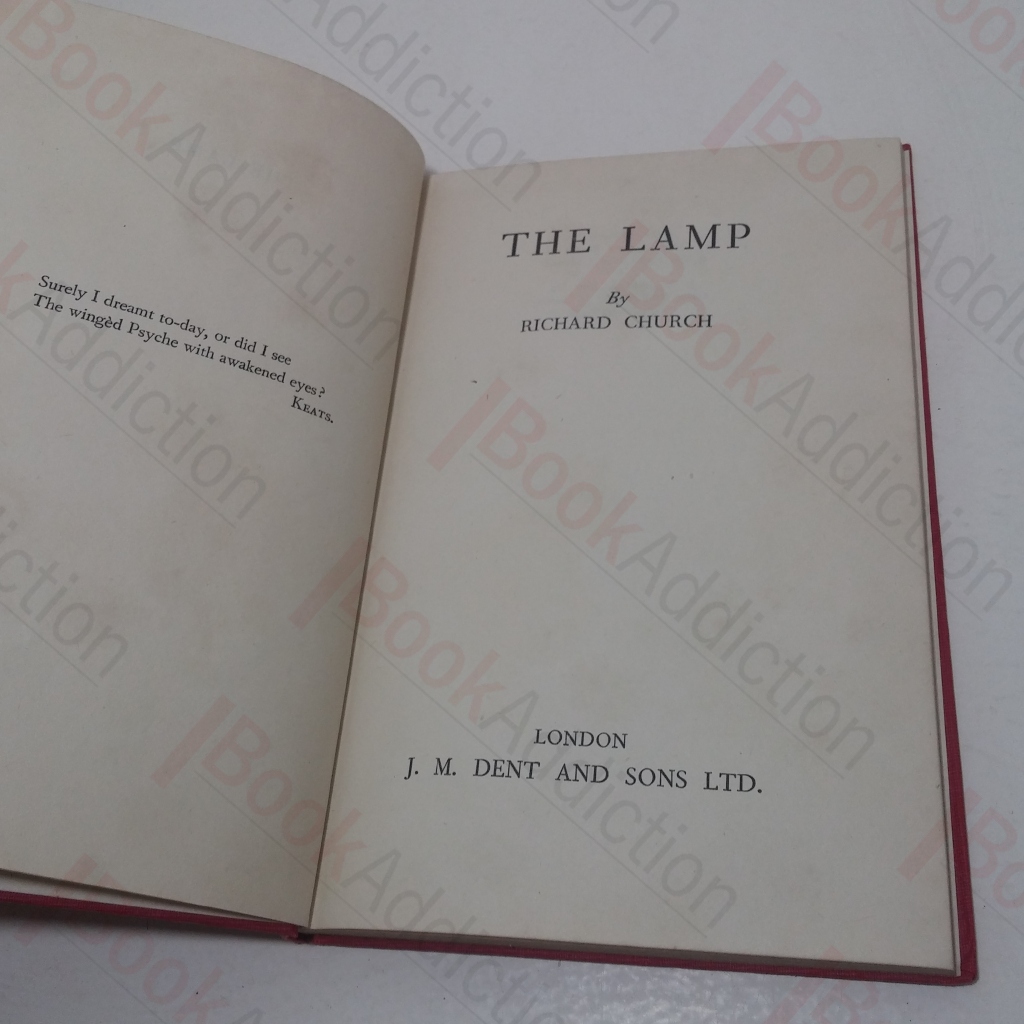 Surely I dreamt to-day, or did I see
The wingèd Psyche with awakened eyes?
KEATS.
THE LAMP
By
RICHARD CHURCH
LONDON
J. M. DENT AND SONS LTD.
BookAddiction